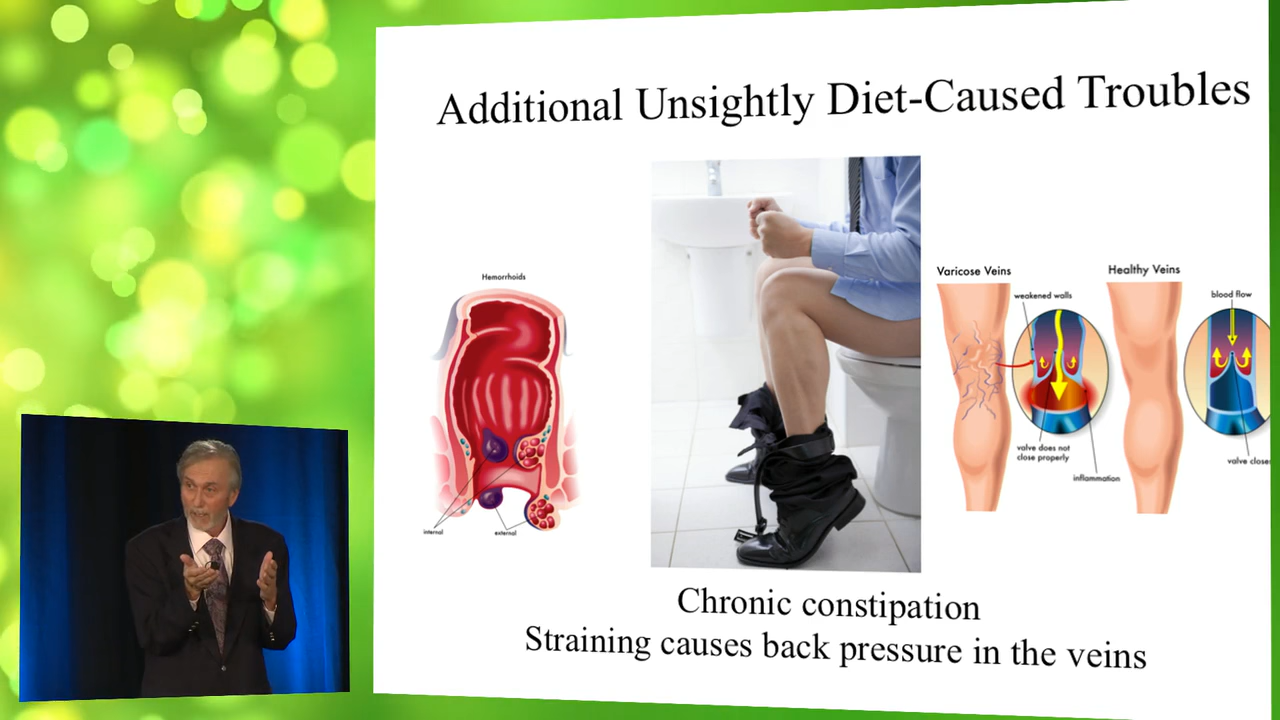 Additional Unsightly Diet-Caused Troubles
Hemorrhoids
internal
external
Varicose Veins
weakened walls
valve does not
close properly
inflammation
Healthy Veins
blood flow
valve closes
Chronic constipation
Straining causes back pressure in the veins